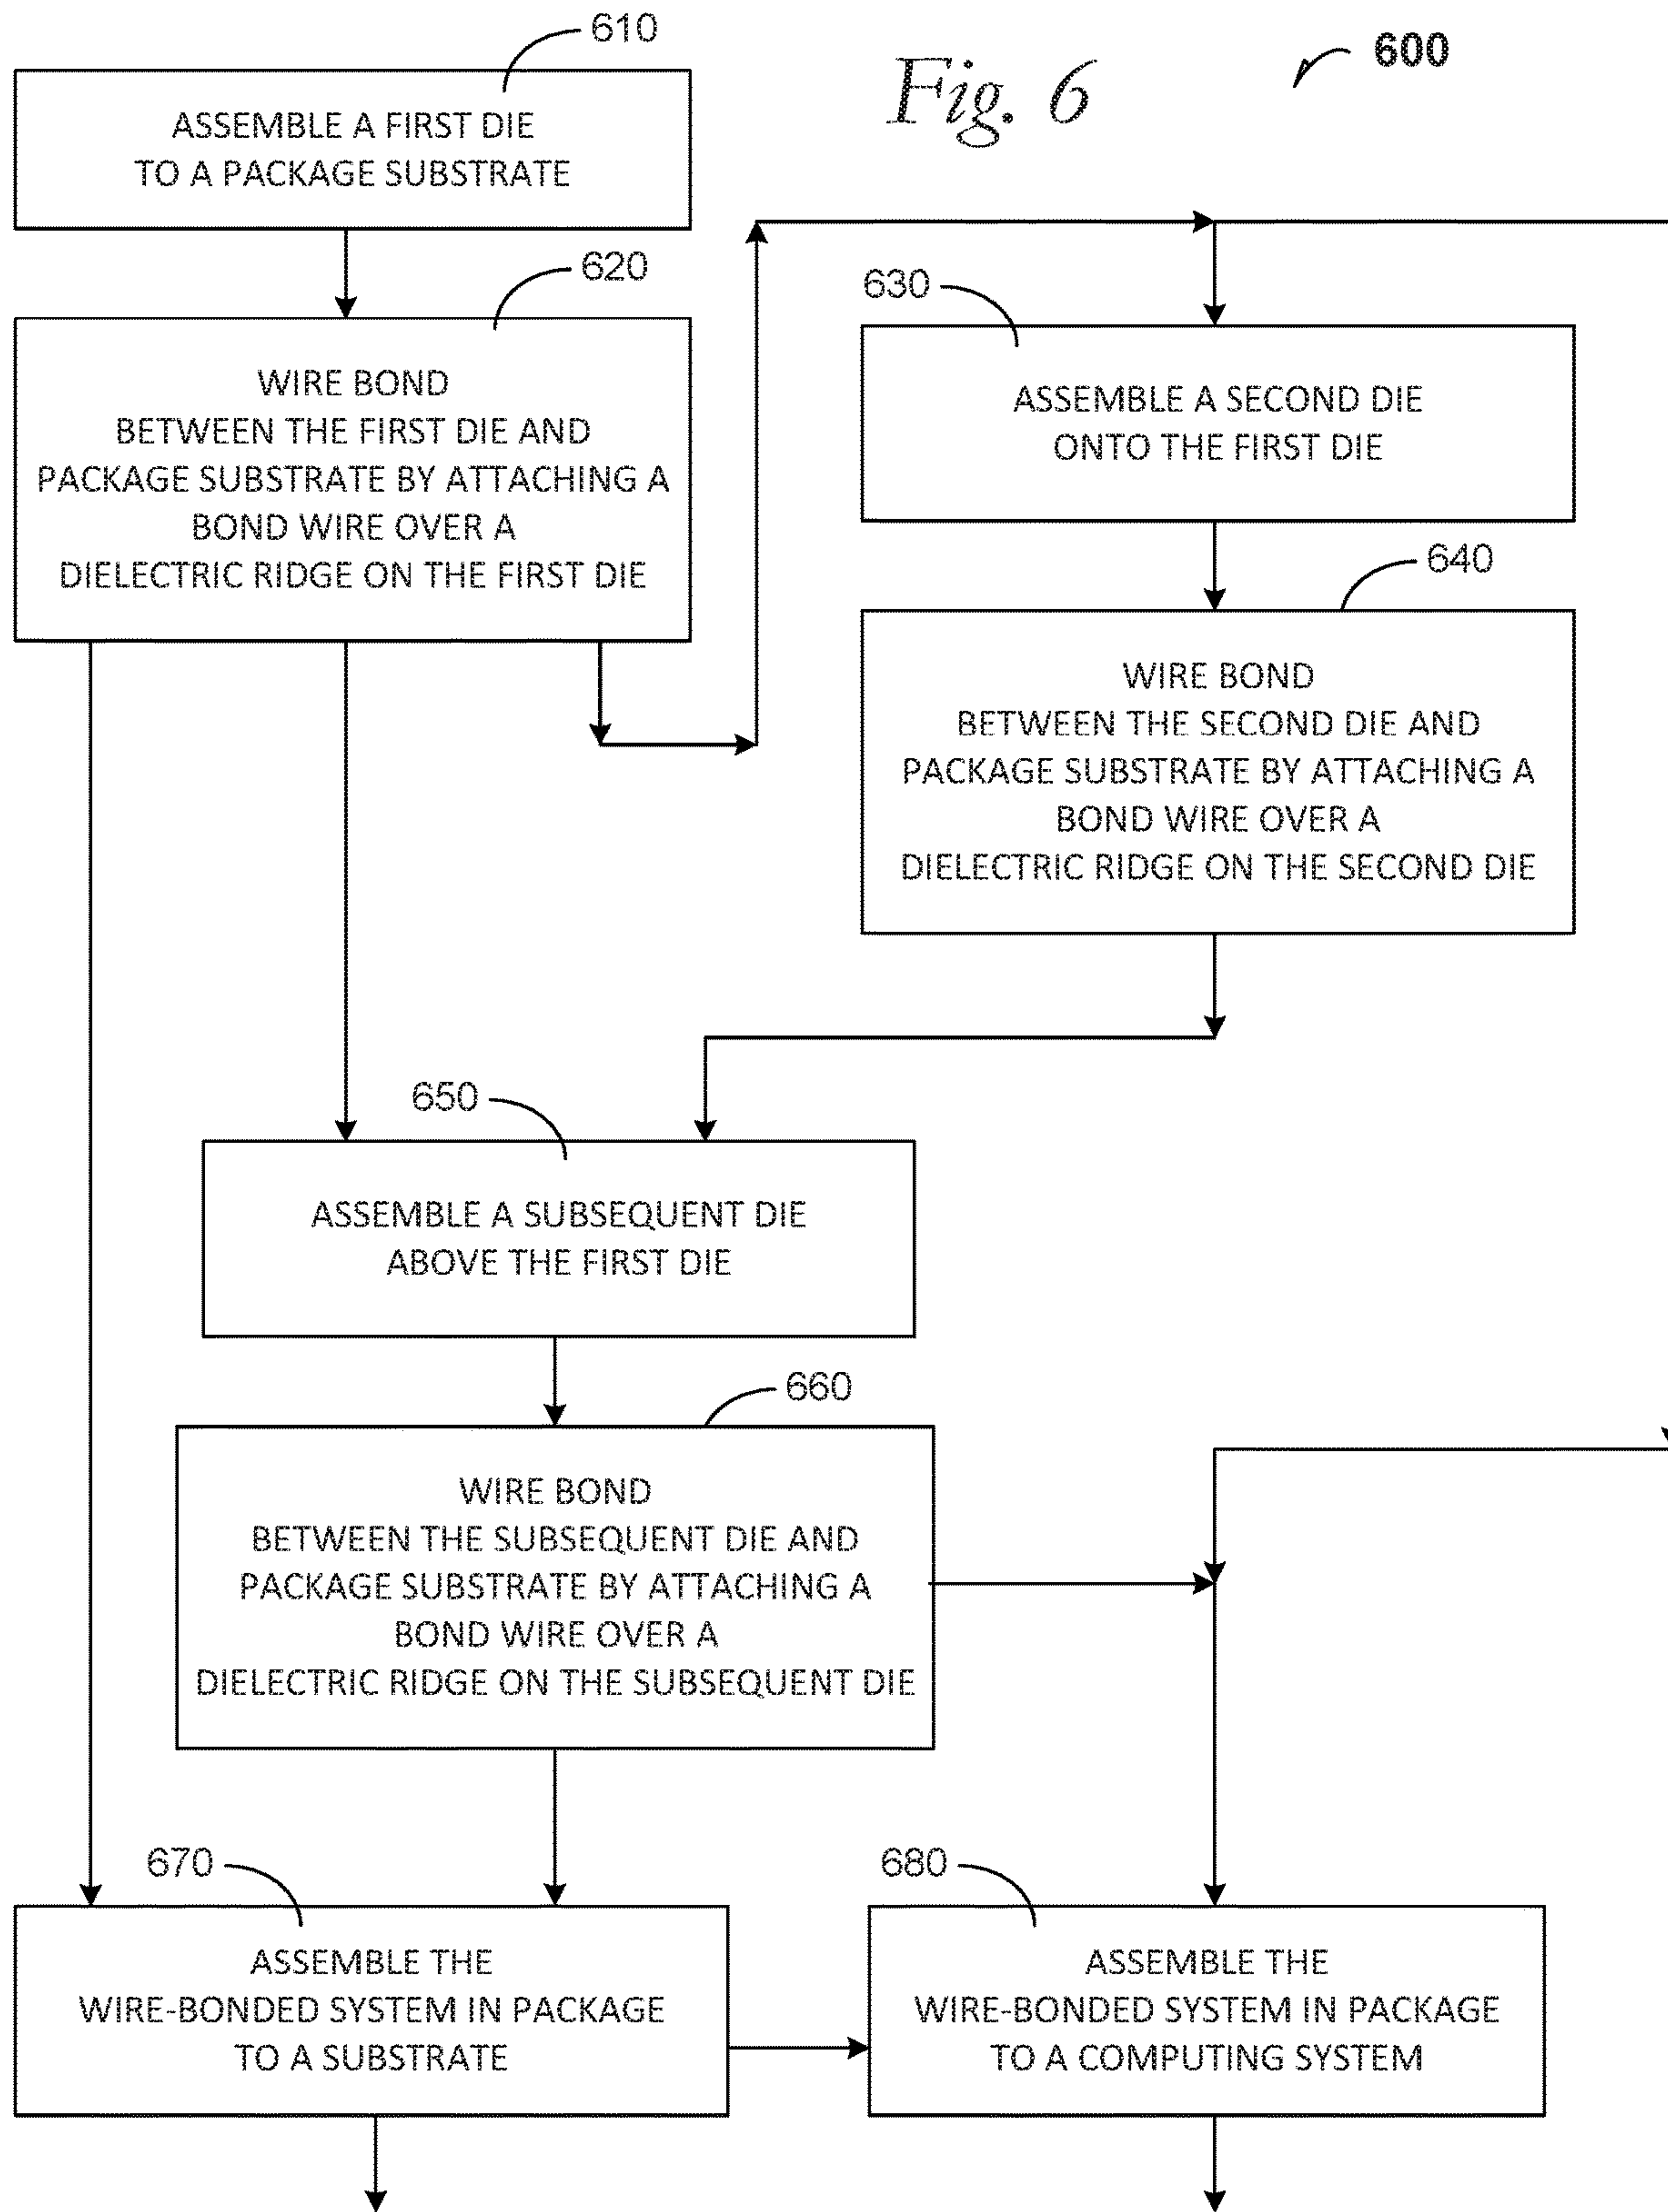 Fig. 6
600
610
ASSEMBLE A FIRST DIE
TO A PACKAGE SUBSTRATE
620
WIRE BOND
BETWEEN THE FIRST DIE AND
PACKAGE SUBSTRATE BY ATTACHING A
BOND WIRE OVER A
DIELECTRIC RIDGE ON THE FIRST DIE
630
ASSEMBLE A SECOND DIE
ONTO THE FIRST DIE
640
WIRE BOND
BETWEEN THE SECOND DIE AND
PACKAGE SUBSTRATE BY ATTACHING A
BOND WIRE OVER A
DIELECTRIC RIDGE ON THE SECOND DIE
650
ASSEMBLE A SUBSEQUENT DIE
ABOVE THE FIRST DIE
660
WIRE BOND
BETWEEN THE SUBSEQUENT DIE AND
PACKAGE SUBSTRATE BY ATTACHING A
BOND WIRE OVER A
DIELECTRIC RIDGE ON THE SUBSEQUENT DIE
670
ASSEMBLE THE
WIRE-BONDED SYSTEM IN PACKAGE
TO A SUBSTRATE
680
ASSEMBLE THE
WIRE-BONDED SYSTEM IN PACKAGE
TO A COMPUTING SYSTEM